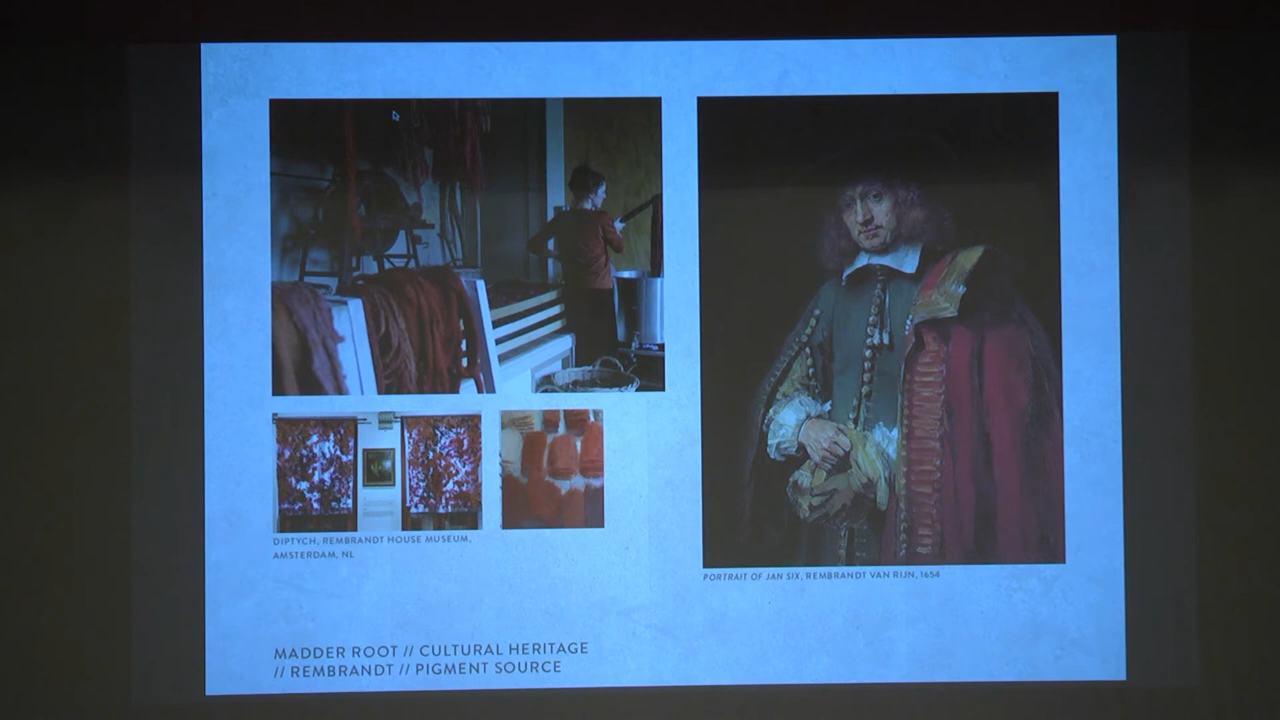 DIPTYCH, REMBRANDT HOUSE MUSEUM,
AMSTERDAM, NL
PORTRAIT OF JAN SIX, REMBRANDT VAN RIJN, 1654
MADDER ROOT // CULTURAL HERITAGE
// REMBRANDT // PIGMENT SOURCE